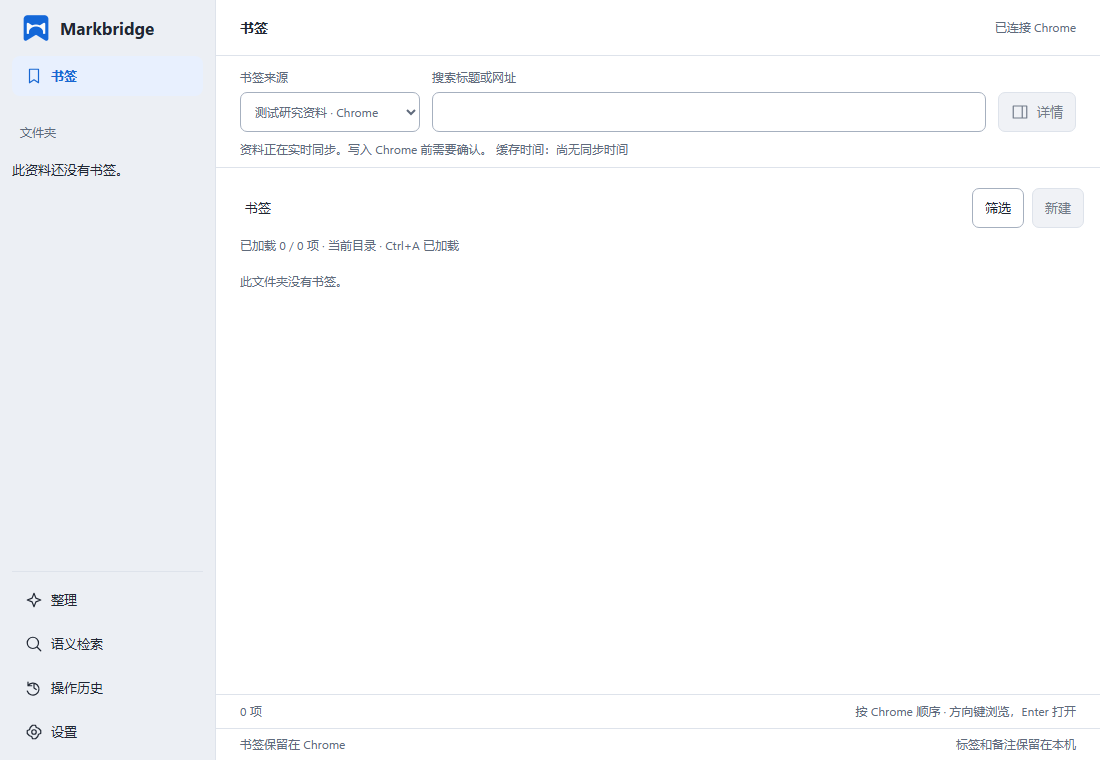 Markbridge
书签
文件夹
此资料还没有书签。
整理
语义检索
操作历史
设置
书签
已连接 Chrome
书签来源
搜索标题或网址
测试研究资料 · Chrome
详情
资料正在实时同步。写入 Chrome 前需要确认。 缓存时间：尚无同步时间
书签
筛选
新建
已加载 0 / 0 项 · 当前目录 · Ctrl+A 已加载
此文件夹没有书签。
0 项
按 Chrome 顺序 · 方向键浏览，Enter 打开
书签保留在 Chrome
标签和备注保留在本机